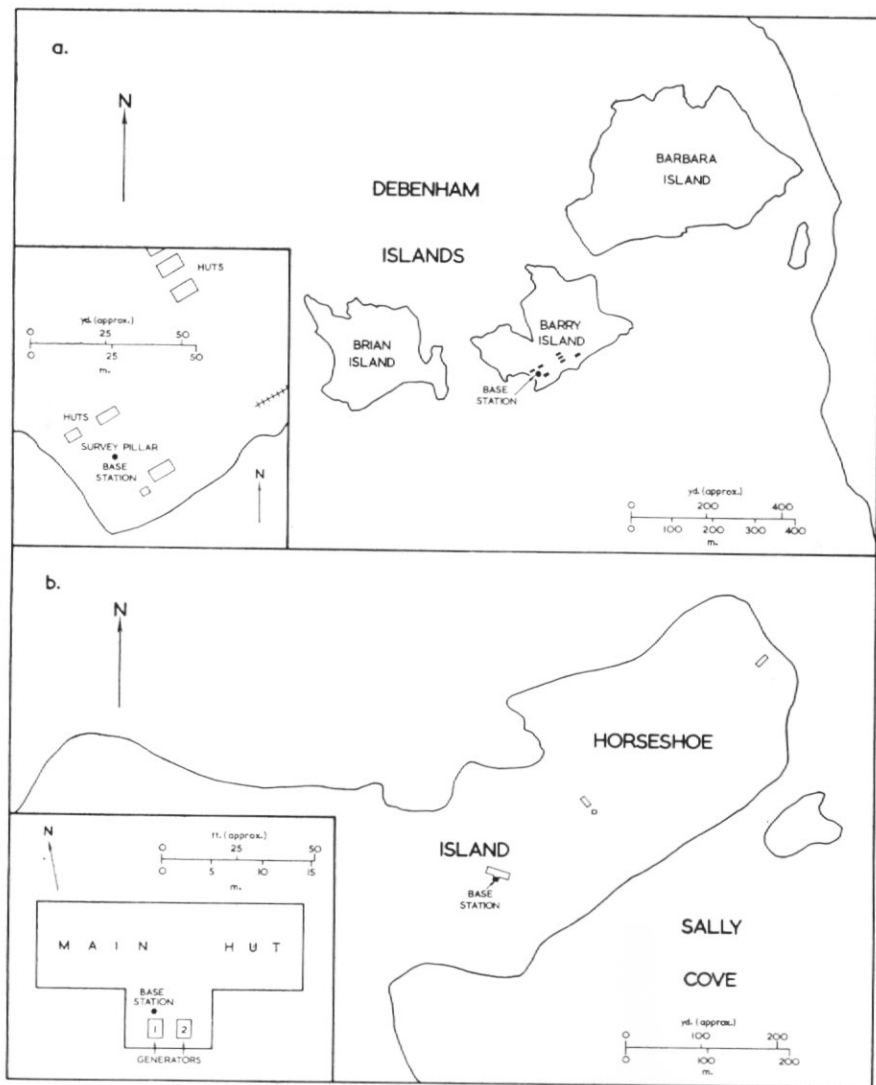 a.
N
DEBENHAM
ISLANDS
BARBARA
ISLAND
BRIAN
ISLAND
BARRY
ISLAND
BASE
STATION
yd. (approx.)
0 200 400
0 100 200 300 400
m.
HUTS
yd. (approx.)
0 25 50
0 25 50
m.
HUTS
SURVEY PILLAR
BASE
STATION
N
b.
N
HORSESHOE
ISLAND
BASE
STATION
SALLY
COVE
yd. (approx.)
0 100 200
0 100 200
m.
N
ft. (approx.)
0 25 50
0 5 10 15
m.
MAIN HUT
BASE
STATION
1 2
GENERATORS